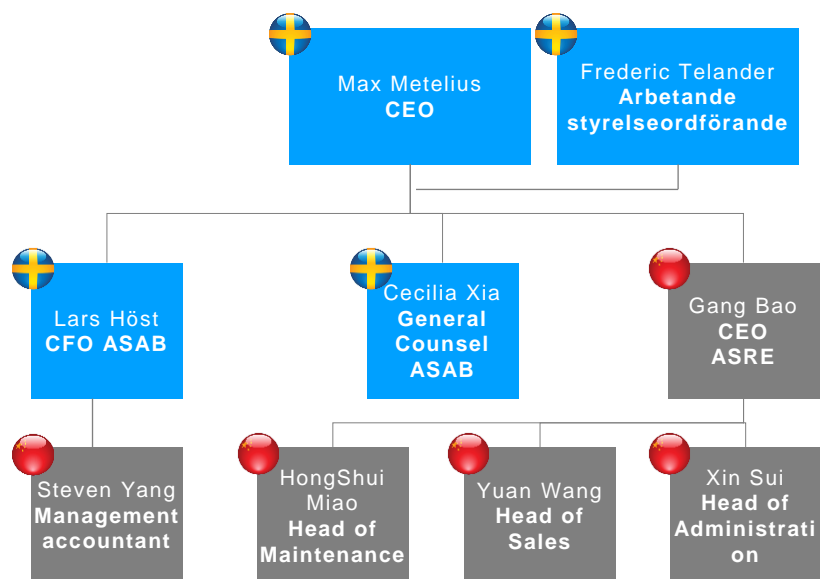 Max Metelius
CEO
Frederic Telander
Arbetande
styrelseordförande
Lars Höst
CFO ASAB
Cecilia Xia
General
Counsel
ASAB
Gang Bao
CEO
ASRE
Steven Yang
Management
accountant
HongShui
Miao
Head of
Maintenance
Yuan Wang
Head of
Sales
Xin Sui
Head of
Administrati
on